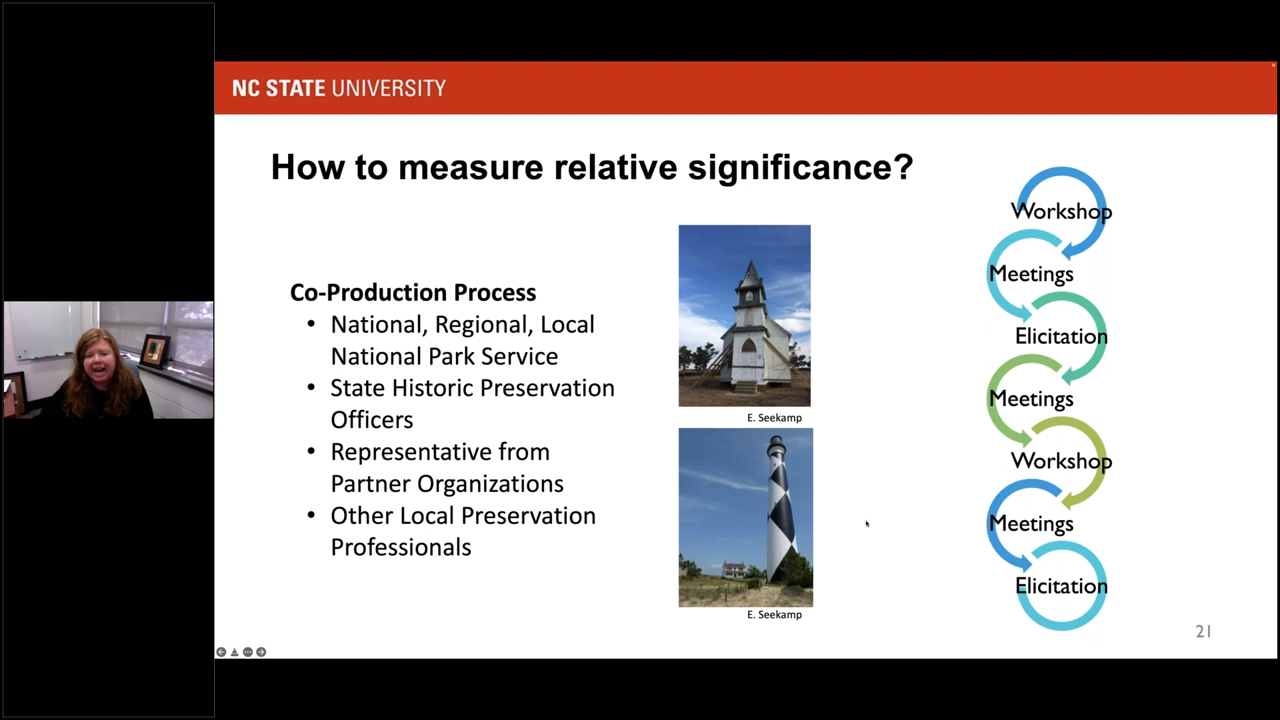 NC STATE UNIVERSITY
How to measure relative significance?
Co-Production Process
• National, Regional, Local
National Park Service
• State Historic Preservation
Officers
• Representative from
Partner Organizations
• Other Local Preservation
Professionals
E. Seekamp
E. Seekamp
Workshop
Meetings
Elicitation
Meetings
Workshop
Meetings
Elicitation
21